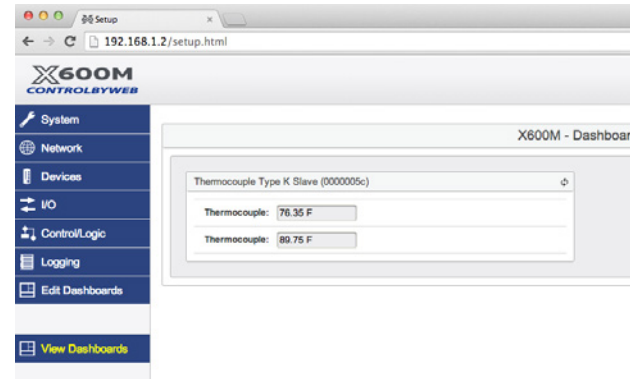 Setup
192.168.1.2/setup.html
X600M
CONTROLBYWEB
System
Network
Devices
I/O
Control/Logic
Logging
Edit Dashboards
View Dashboards
X600M - Dashboar
Thermocouple Type K Slave (0000005c)
Thermocouple: 76.35 F
Thermocouple: 89.75 F